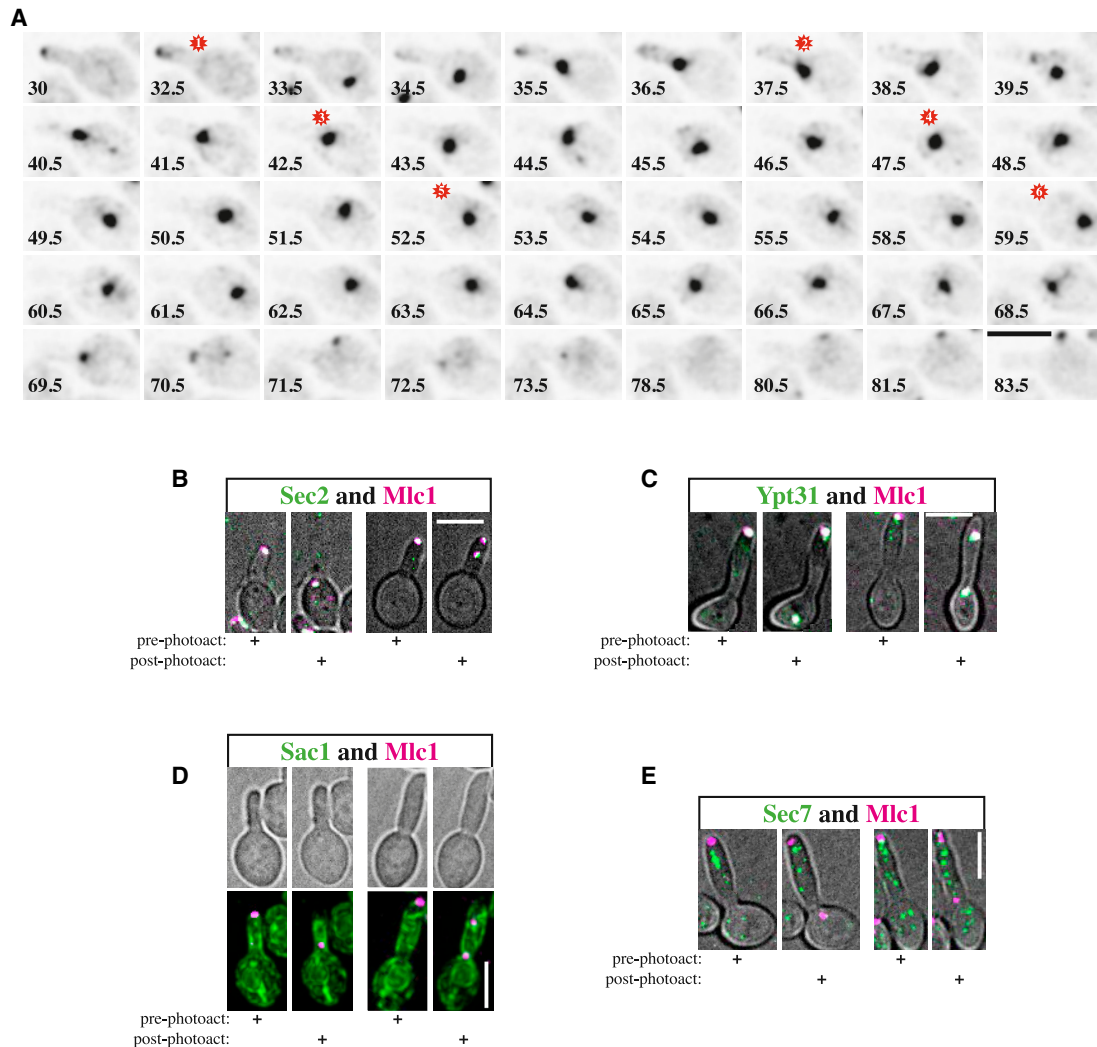 A
1 2
30 32.5 33.5 34.5 35.5 36.5 37.5 38.5 39.5
3 4
40.5 41.5 42.5 43.5 44.5 45.5 46.5 47.5 48.5
5 6
49.5 50.5 51.5 52.5 53.5 54.5 55.5 58.5 59.5
60.5 61.5 62.5 63.5 64.5 65.5 66.5 67.5 68.5
69.5 70.5 71.5 72.5 73.5 78.5 80.5 81.5 83.5
B
Sec2 and Mlc1
pre-photoact: + +
post-photoact: + +
C
Ypt31 and Mlc1
pre-photoact: + +
post-photoact: + +
D
Sac1 and Mlc1
pre-photoact: + +
post-photoact: + +
E
Sec7 and Mlc1
pre-photoact: + +
post-photoact: + +